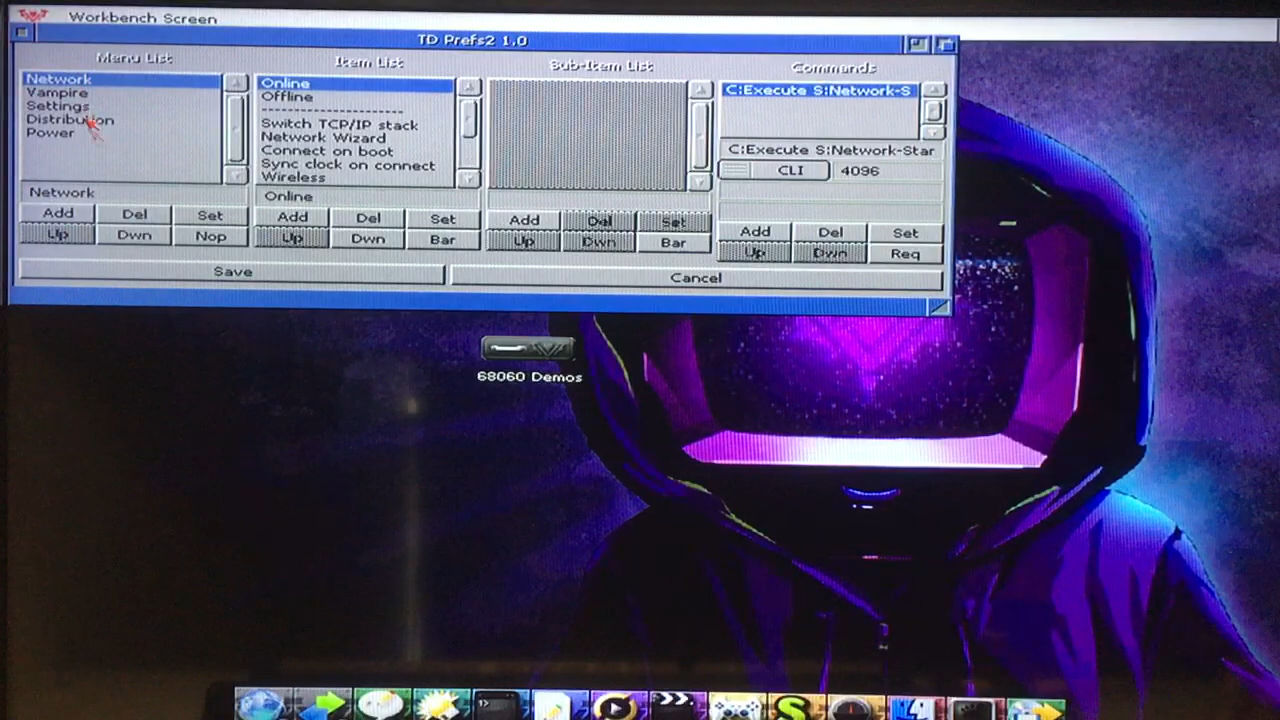 Workbench Screen
TD Prefs2 1.0
Menu List
Item List
Sub-Item List
Commands
Network
Vampire
Settings
Distribution
Power
Online
Offline
Switch TCP/IP stack
Network Wizard
Connect on boot
Sync clock on connect
Wireless
C:Execute S:Network-S
C:Execute S:Network-Star
CLI
4096
Network
Online
Add
Del
Set
Up
Dwn
Nop
Add
Del
Set
Up
Dwn
Bar
Add
Del
Set
Up
Dwn
Bar
Add
Del
Set
Up
Dwn
Req
Save
Cancel
68060 Demos